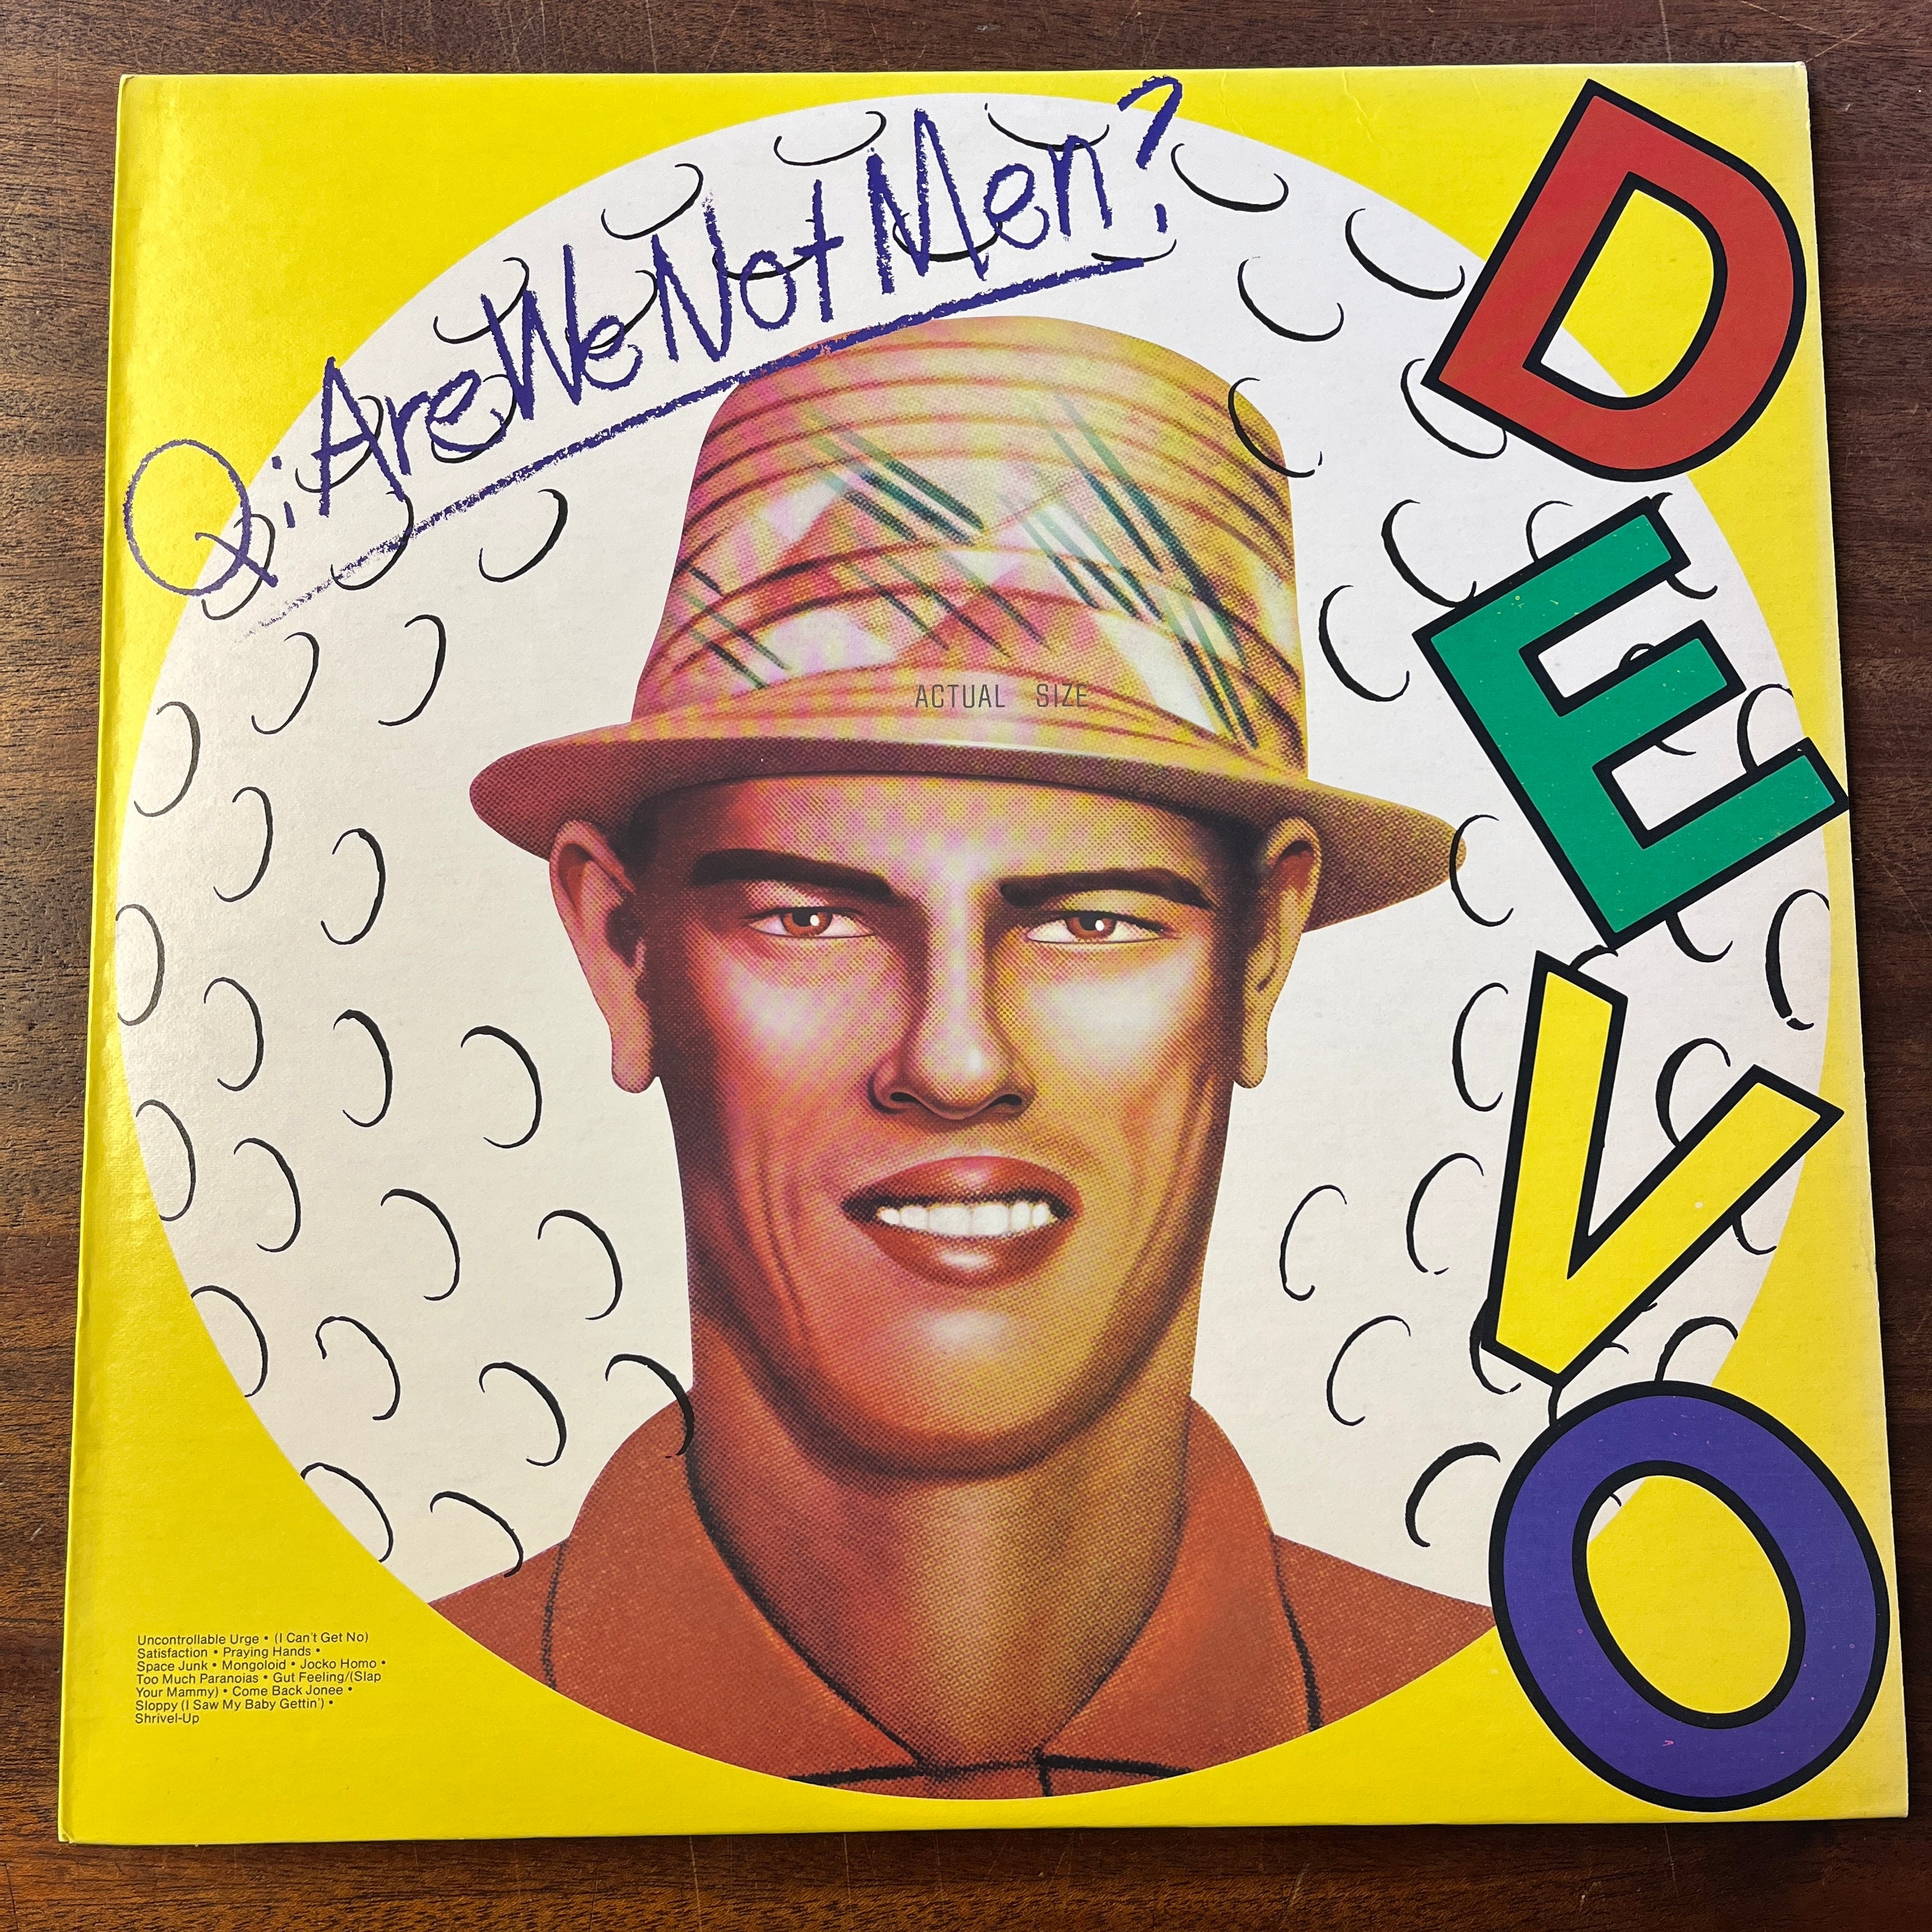 Q: Are We Not Men?
DEVO
ACTUAL SIZE
Uncontrollable Urge • (I Can't Get No)
Satisfaction • Praying Hands •
Space Junk • Mongoloid • Jocko Homo •
Too Much Paranoias • Gut Feeling/(Slap
Your Mammy) • Come Back Jonee •
Sloppy (I Saw My Baby Gettin') •
Shrivel-Up